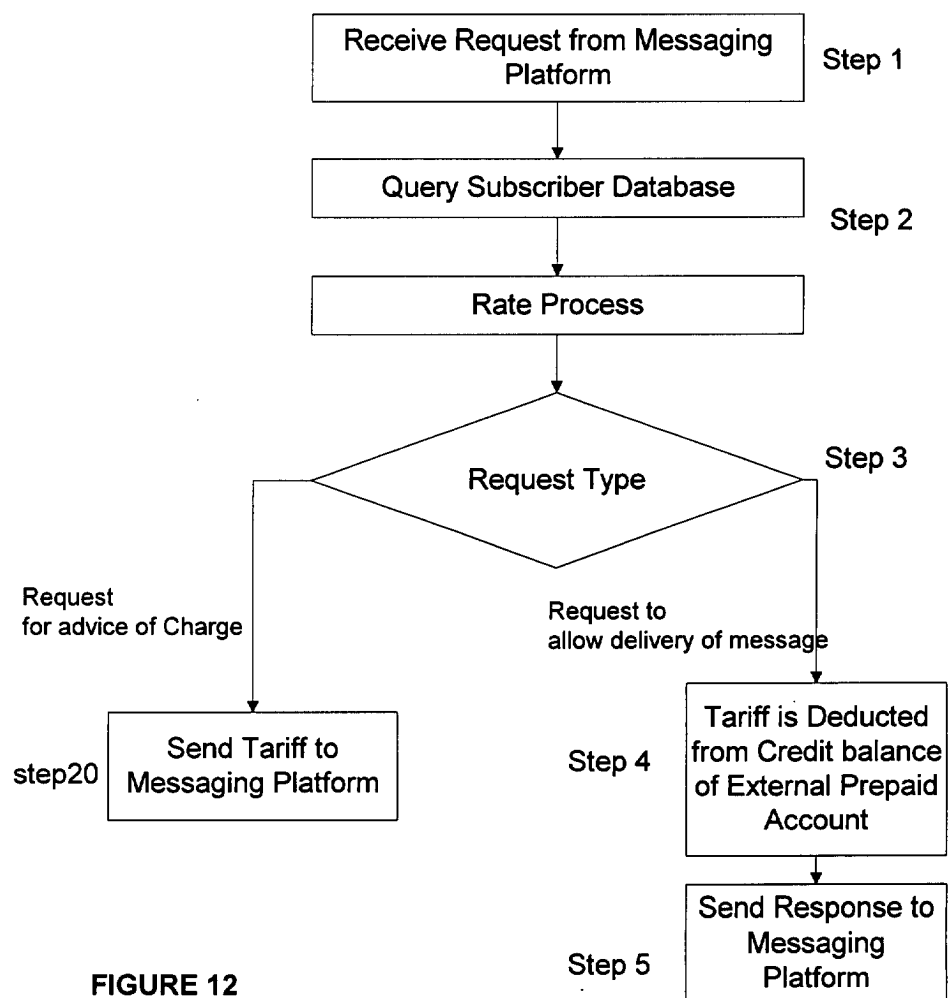 Receive Request from Messaging
Platform
Step 1
Query Subscriber Database
Step 2
Rate Process
Step 3
Request Type
Request
for advice of Charge
Request to
allow delivery of message
Send Tariff to
Messaging Platform
step20
Tariff is Deducted
from Credit balance
of External Prepaid
Account
Step 4
Send Response to
Messaging
Platform
Step 5
FIGURE 12